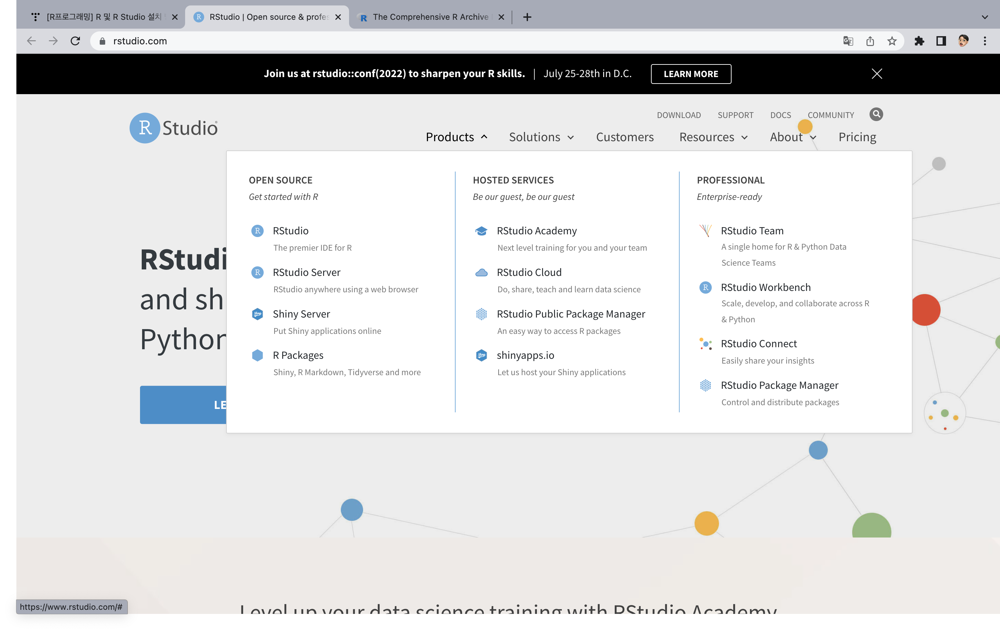 [R프로그래밍] R 및 R Studio 설치
RStudio | Open source & profes
The Comprehensive R Archive
rstudio.com
Join us at rstudio::conf(2022) to sharpen your R skills. | July 25-28th in D.C. LEARN MORE
DOWNLOAD SUPPORT DOCS COMMUNITY
R Studio®
Products Solutions Customers Resources About Pricing
OPEN SOURCE
Get started with R
R RStudio
The premier IDE for R
R RStudio Server
RStudio anywhere using a web browser
Shiny Shiny Server
Put Shiny applications online
R Packages
Shiny, R Markdown, Tidyverse and more
HOSTED SERVICES
Be our guest, be our guest
RStudio Academy
Next level training for you and your team
RStudio Cloud
Do, share, teach and learn data science
RStudio Public Package Manager
An easy way to access R packages
Shiny shinyapps.io
Let us host your Shiny applications
PROFESSIONAL
Enterprise-ready
RStudio Team
A single home for R & Python Data
Science Teams
R RStudio Workbench
Scale, develop, and collaborate across R
& Python
RStudio Connect
Easily share your insights
RStudio Package Manager
Control and distribute packages
RStudi
and sh
Python
LE
Level up your data science training with RStudio Academy
https://www.rstudio.com/#